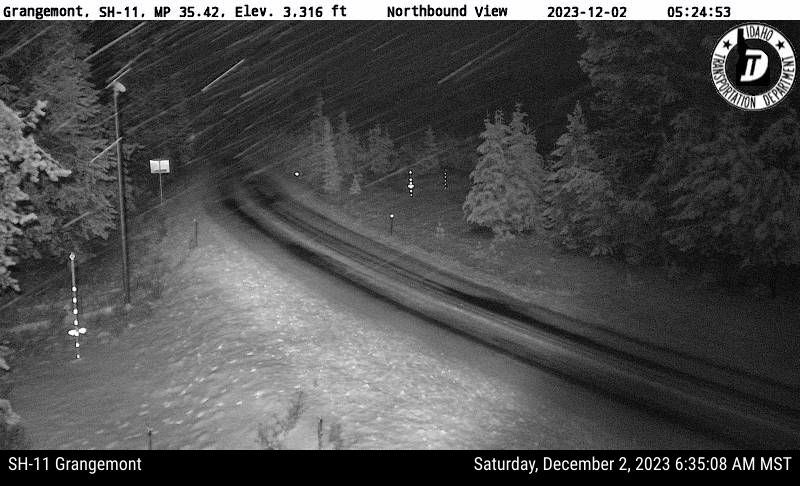 Grangemont, SH-11, MP 35.42, Elev. 3,316 ft Northbound View 2023-12-02 05:24:53
IDAHO
TRANSPORTATION DEPARTMENT
SH-11 Grangemont Saturday, December 2, 2023 6:35:08 AM MST